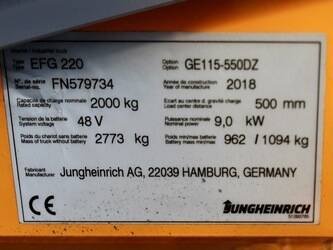 Type EFG 220 Option GE115-550DZ
Type Option
N°. de série FN579734 Année de construction 2018
Serial-no. Year of manufacture
Capacité de charge nominale 2000 kg Ecart au centre d. gravité charge 500 mm
Rated capacity Load center distance
Tension de la batterie 48 V Puissance nominale 9,0 kW
System voltage Nominal power
Poids du chariot sans batterie 2773 kg Poids min/max batterie 962 / 1094 kg
Mass of truck without battery Battery mass min/max
Fabricant Jungheinrich AG, 22039 HAMBURG, GERMANY
Manufacturer
CE JUNGHEINRICH